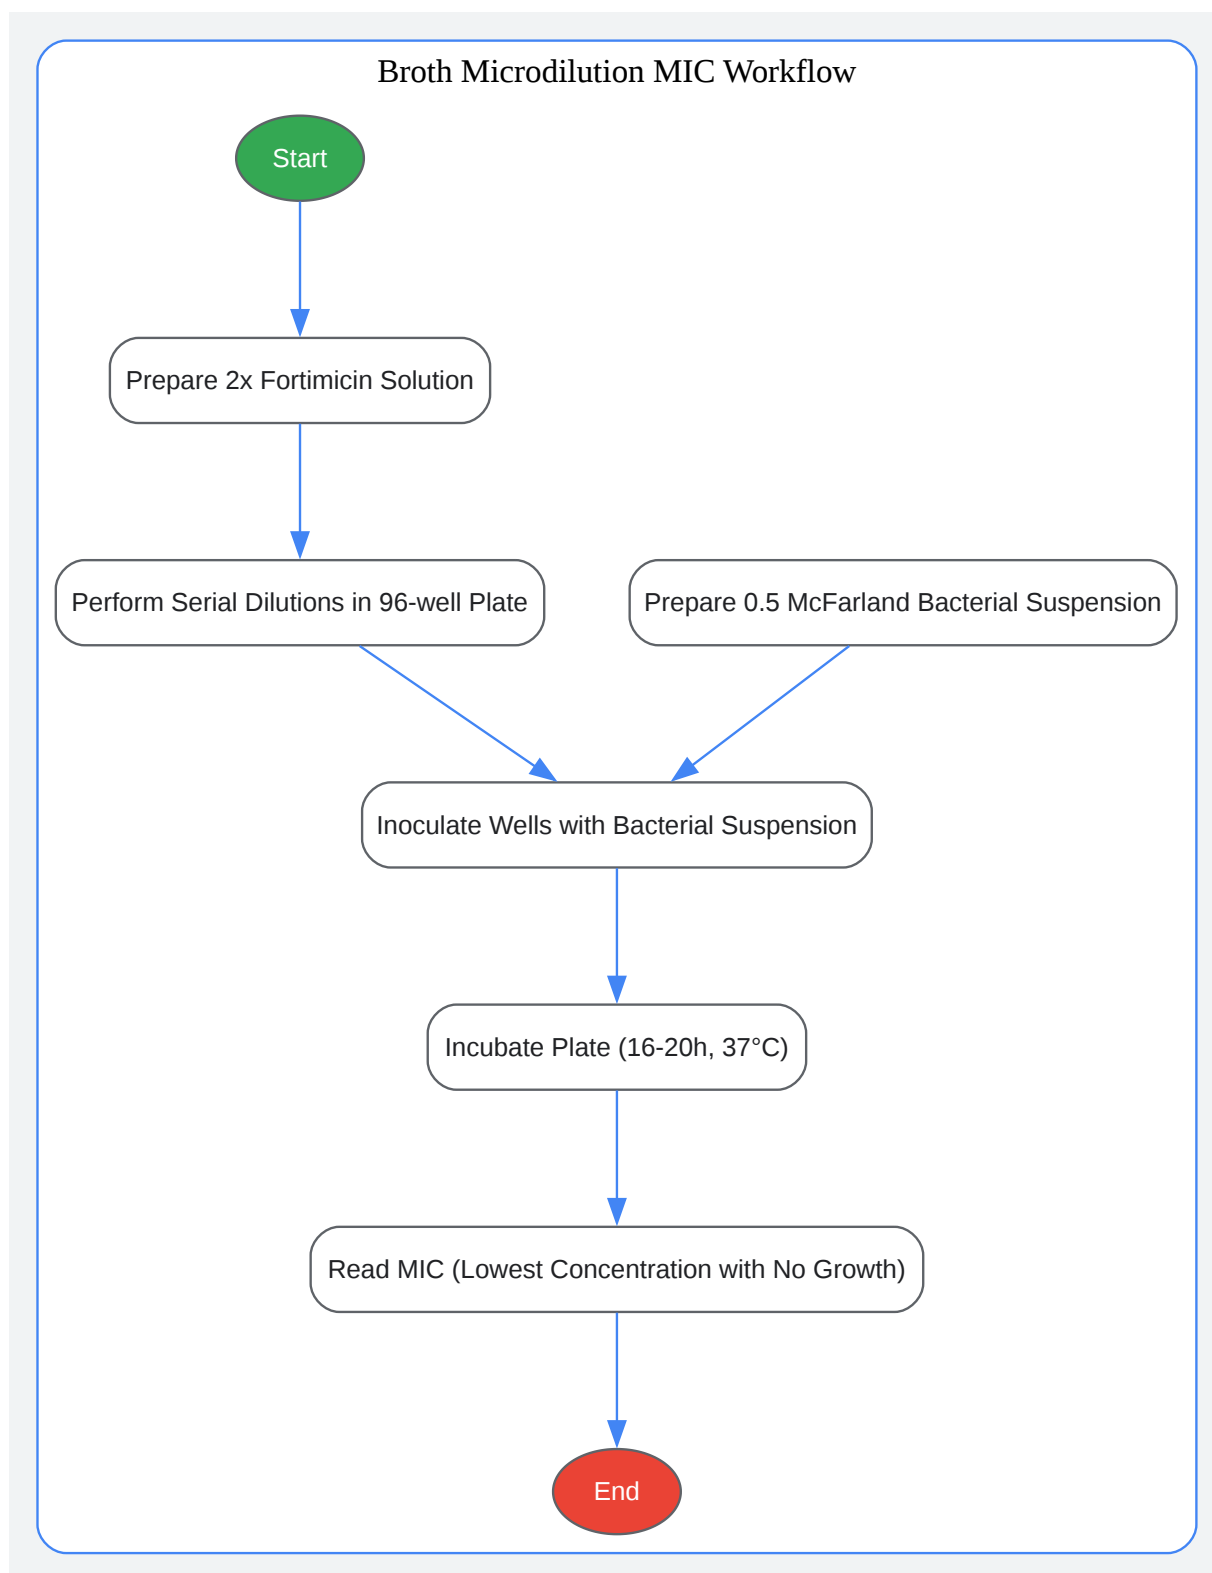 Broth Microdilution MIC Workflow
Start
Prepare 2x Fortimicin Solution
Perform Serial Dilutions in 96-well Plate
Prepare 0.5 McFarland Bacterial Suspension
Inoculate Wells with Bacterial Suspension
Incubate Plate (16-20h, 37°C)
Read MIC (Lowest Concentration with No Growth)
End